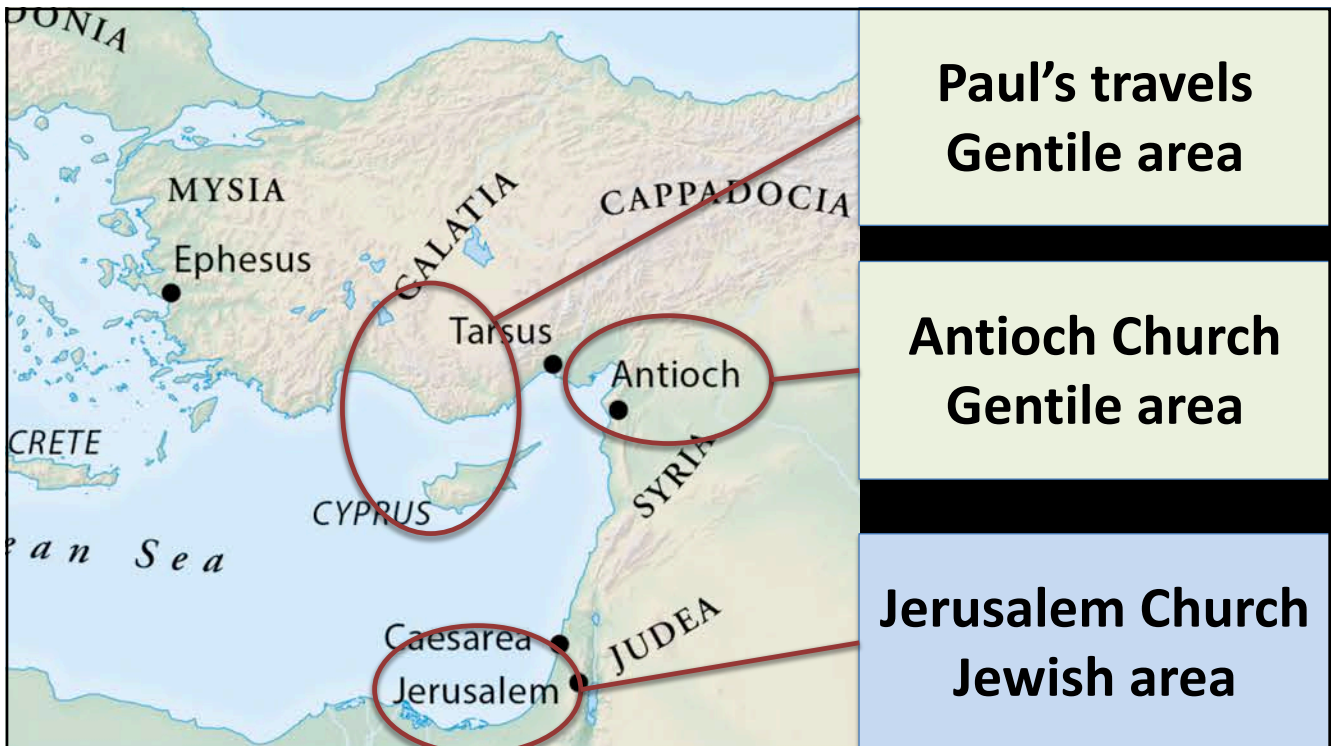 DONIA
MYSIA
GALATIA
CAPPADOCIA
Ephesus
Tarsus
Antioch
CRETE
CYPRUS
SYRIA
ean Sea
Caesarea
JUDEA
Jerusalem
Paul’s travels
Gentile area
Antioch Church
Gentile area
Jerusalem Church
Jewish area